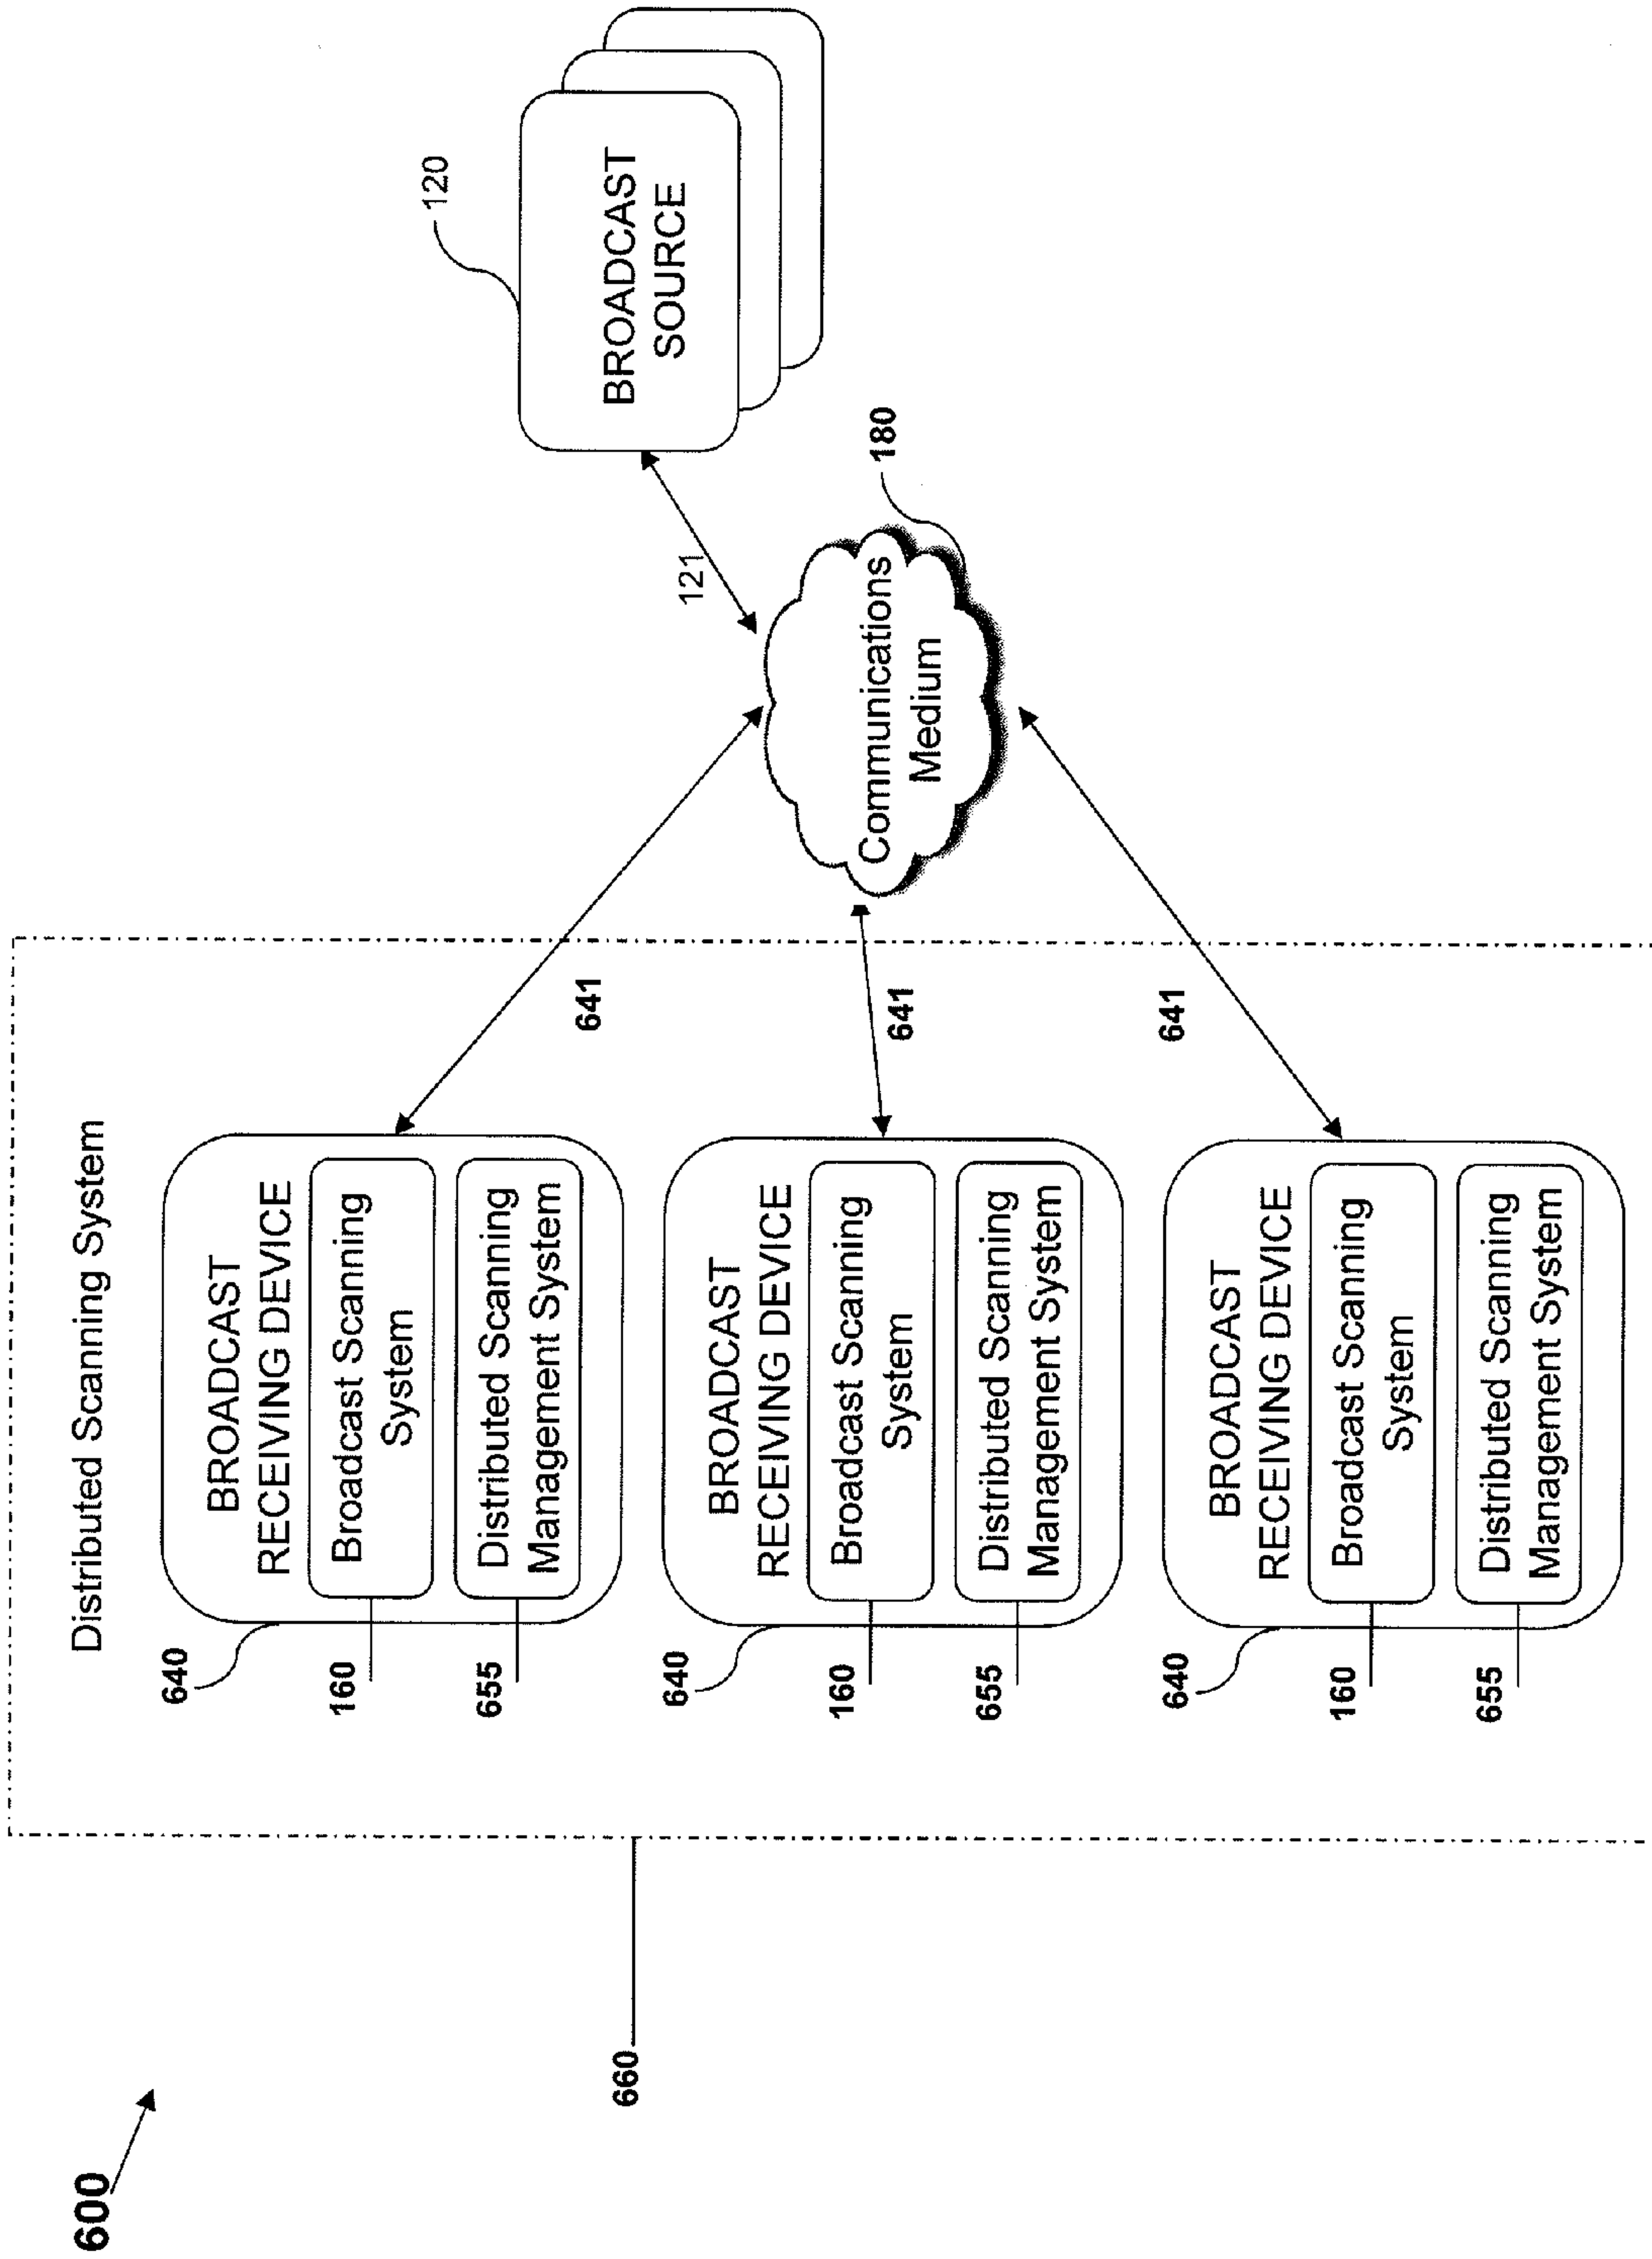 600
Distributed Scanning System
660
640
BROADCAST
RECEIVING DEVICE
160
Broadcast Scanning
System
655
Distributed Scanning
Management System
641
640
BROADCAST
RECEIVING DEVICE
160
Broadcast Scanning
System
655
Distributed Scanning
Management System
641
640
BROADCAST
RECEIVING DEVICE
160
Broadcast Scanning
System
655
Distributed Scanning
Management System
641
Communications
Medium
180
121
120
BROADCAST
SOURCE